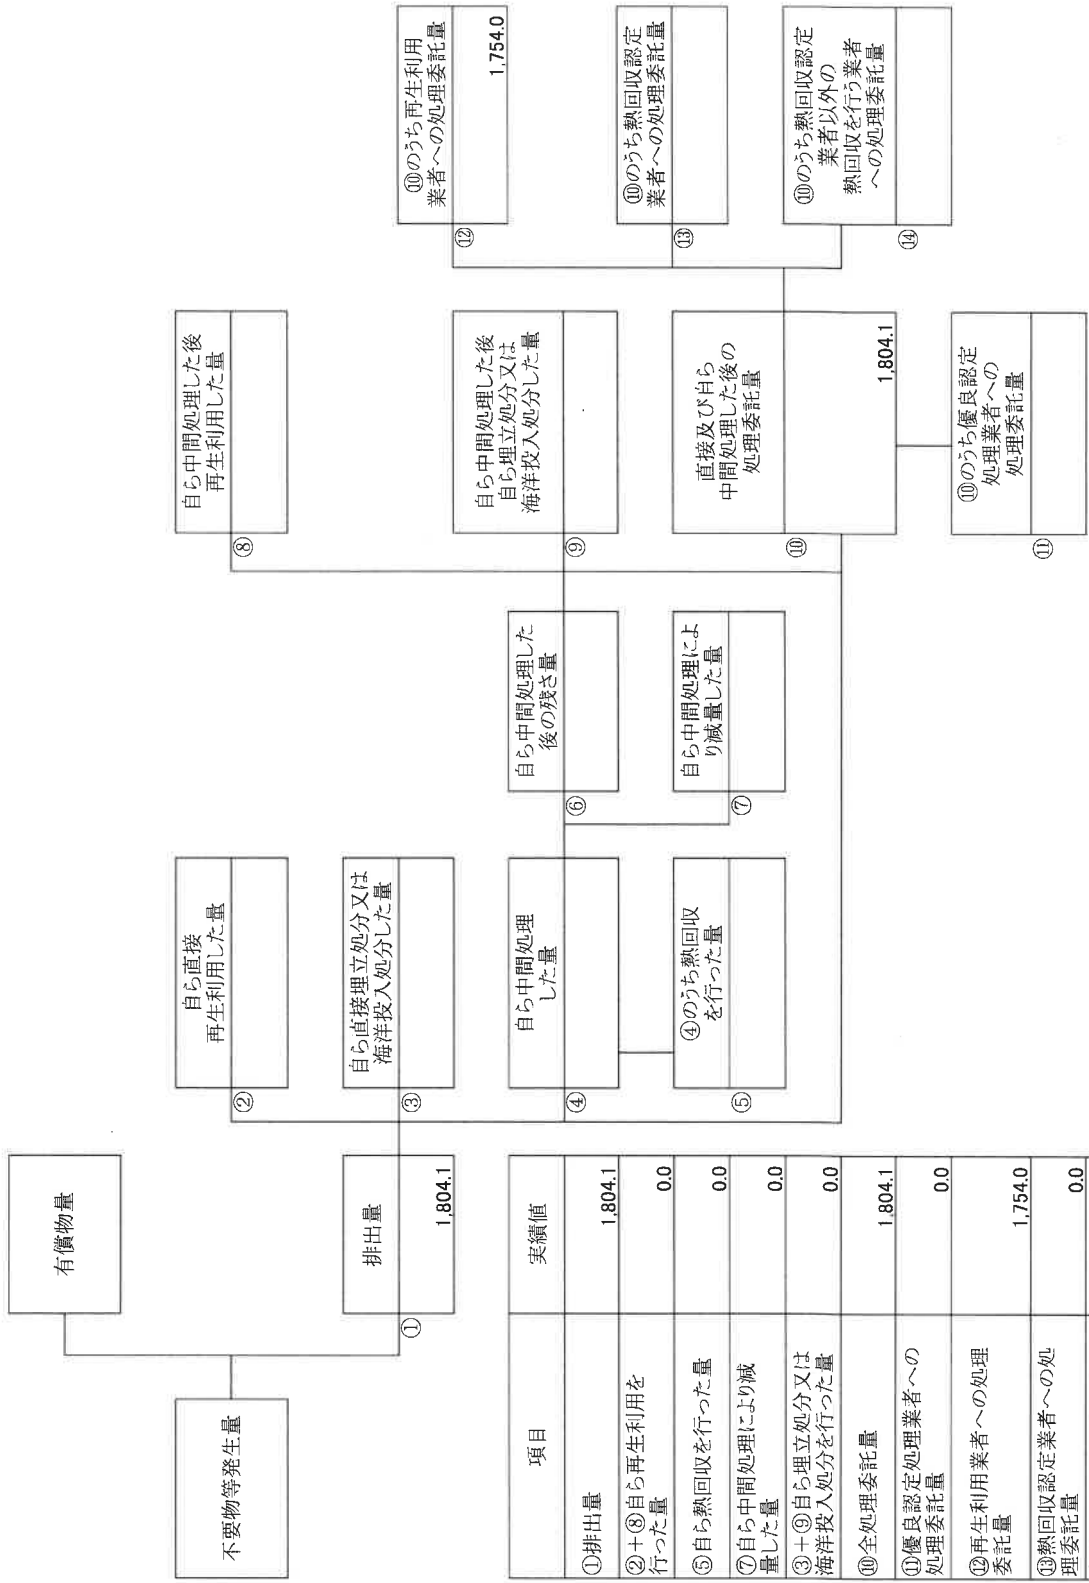 不要物等発生量
有償物量
①
排出量
1,804.1
②
自ら直接
再生利用した量
③
自ら直接埋立処分又は
海洋投入処分した量
④
自ら中間処理
した量
⑤
④のうち熱回収
を行った量
⑥
自ら中間処理した
後の残さ量
⑦
自ら中間処理によ
り減量した量
⑧
自ら中間処理した後
再生利用した量
⑨
自ら中間処理した後
自ら埋立処分又は
海洋投入処分した量
⑩
直接及び自ら
中間処理した後の
処理委託量
1,804.1
⑪
⑩のうち優良認定
処理業者への
処理委託量
⑫
⑩のうち再生利用
業者への処理委託量
1,754.0
⑬
⑩のうち熱回収認定
業者への処理委託量
⑭
⑩のうち熱回収認定
業者以外の
熱回収を行う業者
への処理委託量
項目
実績値
①排出量
1,804.1
②+⑧自ら再生利用を
行った量
0.0
⑤自ら熱回収を行った量
0.0
⑦自ら中間処理により減
量した量
0.0
③+⑨自ら埋立処分又は
海洋投入処分を行った量
0.0
⑩全処理委託量
1,804.1
⑪優良認定処理業者への
処理委託量
0.0
⑫再生利用業者への処理
委託量
1,754.0
⑬熱回収認定業者への処
理委託量
0.0